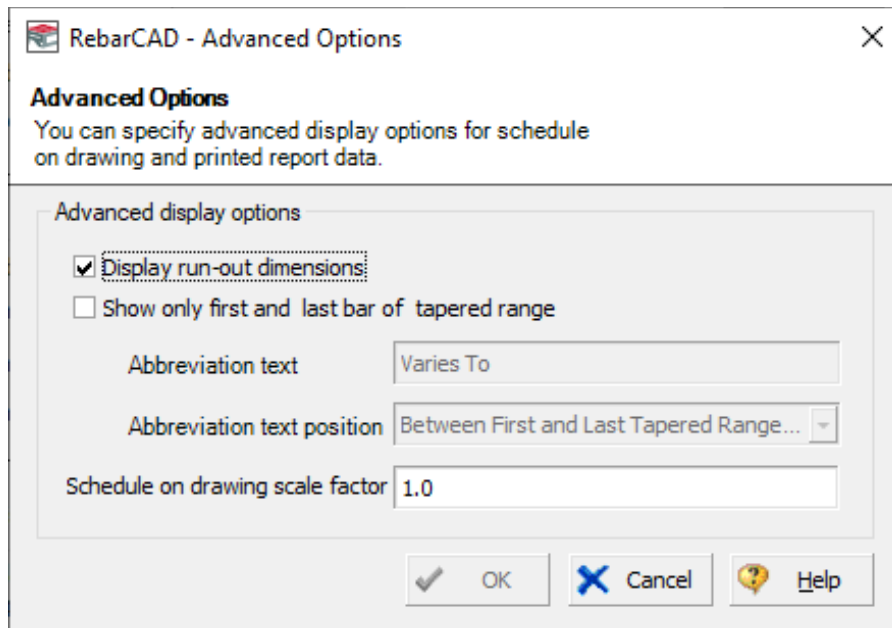 RebarCAD - Advanced Options
Advanced Options
You can specify advanced display options for schedule
on drawing and printed report data.
Advanced display options
Display run-out dimensions
Show only first and last bar of tapered range
Abbreviation text
Varies To
Abbreviation text position
Between First and Last Tapered Range...
Schedule on drawing scale factor
1.0
OK
Cancel
Help